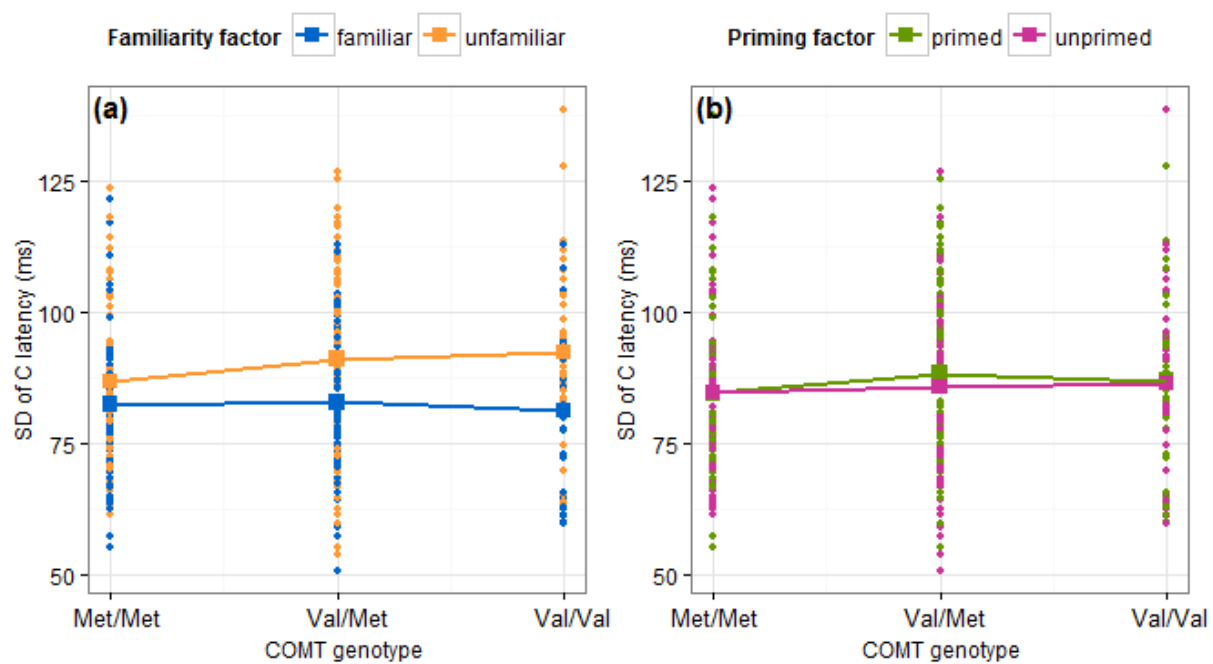 Familiarity factor familiar unfamiliar
(a)
SD of C latency (ms)
125
100
75
50
Met/Met Val/Met Val/Val
COMT genotype
Priming factor primed unprimed
(b)
SD of C latency (ms)
125
100
75
50
Met/Met Val/Met Val/Val
COMT genotype